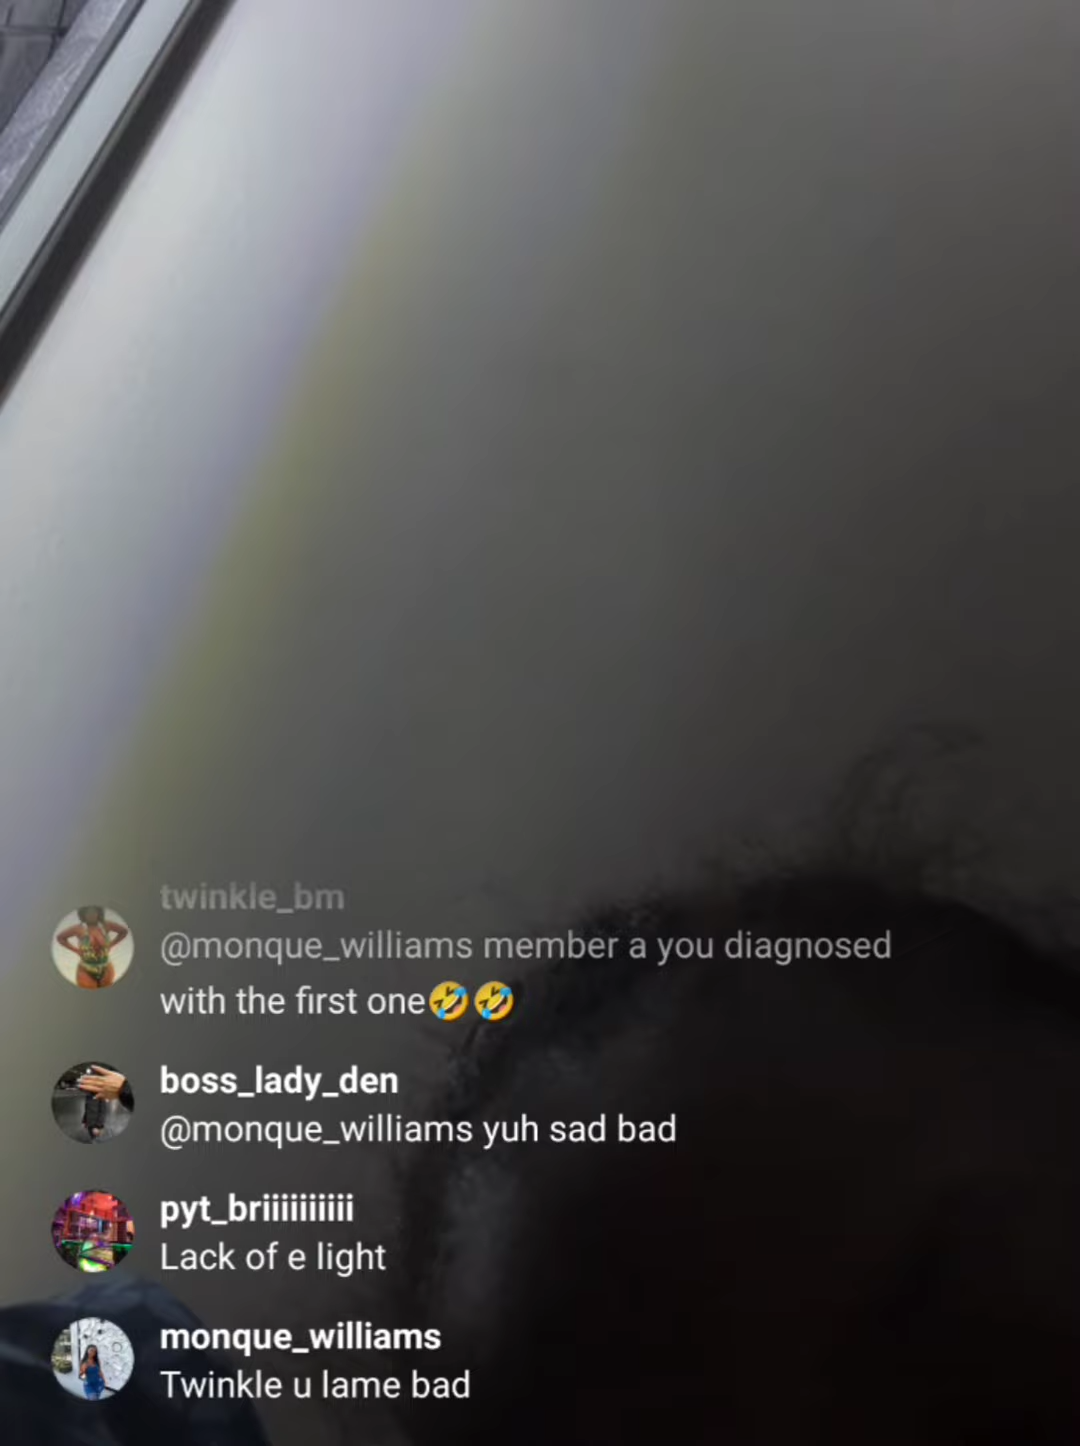 twinkle_bm
@monque_williams member a you diagnosed
with the first one🤣🤣
boss_lady_den
@monque_williams yuh sad bad
pyt_briiiiiiiiii
Lack of e light
monque_williams
Twinkle u lame bad